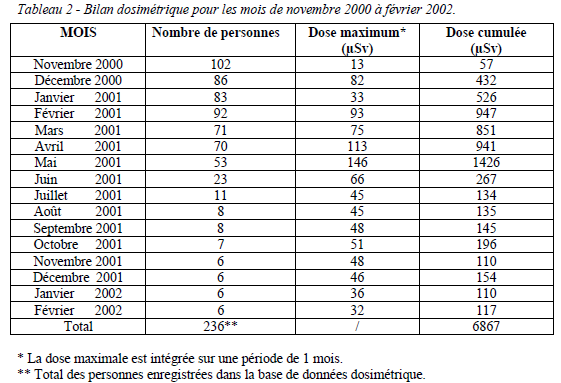 Tableau 2 - Bilan dosimétrique pour les mois de novembre 2000 à février 2002.
MOIS Nombre de personnes Dose maximum* (µSv) Dose cumulée (µSv)
Novembre 2000 102 13 57
Décembre 2000 86 82 432
Janvier 2001 83 33 526
Février 2001 92 93 947
Mars 2001 71 75 851
Avril 2001 70 113 941
Mai 2001 53 146 1426
Juin 2001 23 66 267
Juillet 2001 11 45 134
Août 2001 8 45 135
Septembre 2001 8 48 145
Octobre 2001 7 51 196
Novembre 2001 6 48 110
Décembre 2001 6 46 154
Janvier 2002 6 36 110
Février 2002 6 32 117
Total 236** / 6867
* La dose maximale est intégrée sur une période de 1 mois.
** Total des personnes enregistrées dans la base de données dosimétrique.